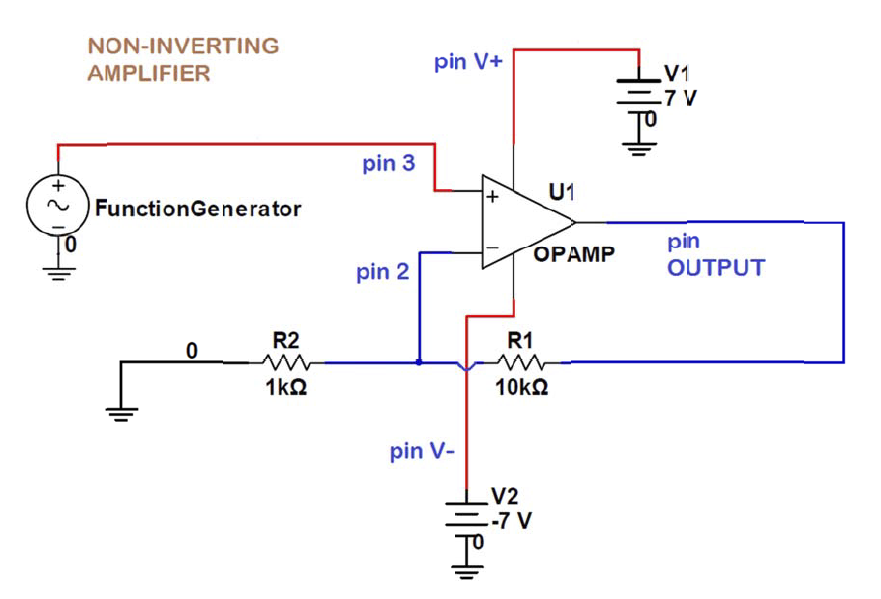 NON-INVERTING
AMPLIFIER
pin V+
V1
7 V
0
pin 3
+
~
−
FunctionGenerator
0
+
−
U1
OPAMP
pin 2
pin
OUTPUT
0
R2
1kΩ
R1
10kΩ
pin V-
V2
-7 V
0